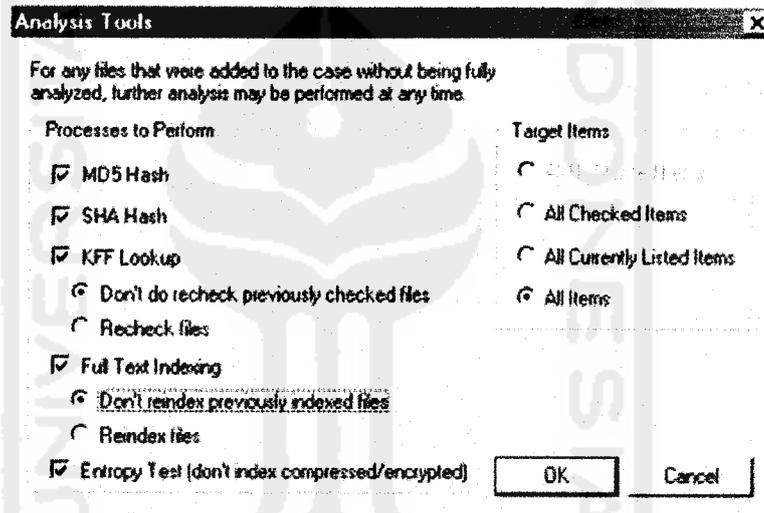 Analysis Tools
For any files that were added to the case without being fully
analyzed, further analysis may be performed at any time.
Processes to Perform
MD5 Hash
SHA Hash
KFF Lookup
Don't do recheck previously checked files
Recheck files
Full Text Indexing
Don't reindex previously indexed files
Reindex files
Entropy Test (don't index compressed/encrypted)
Target Items
All Checked Items
All Currently Listed Items
All Items
OK
Cancel